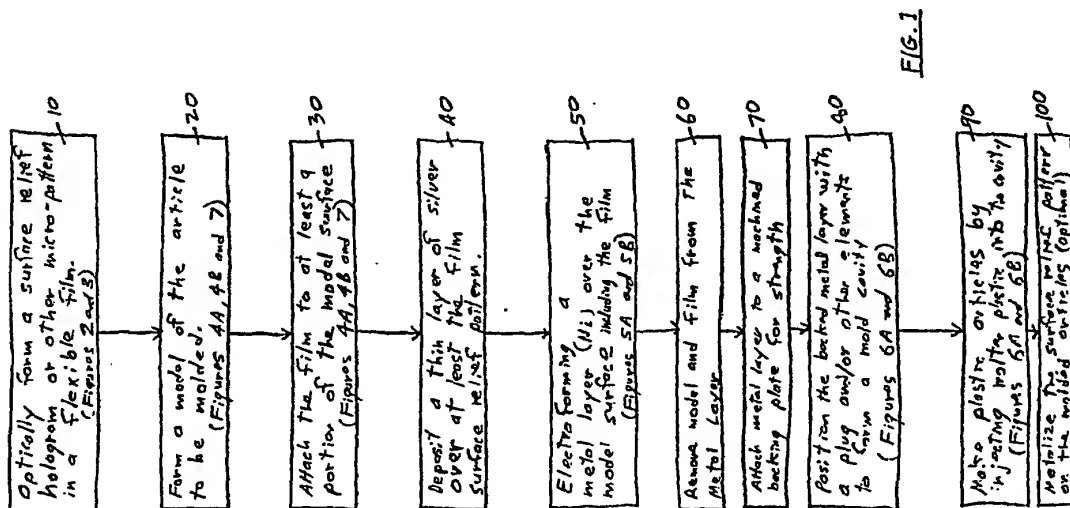 Optically form a surface relief
hologram or other micro-pattern
in a flexible film.
(Figures 2 and 3)
10
Form a model of the article
to be molded.
(Figures 4A, 4B and 7)
20
Attach the film to at least a
portion of the model surface
(Figures 4A, 4B and 7)
30
Deposit a thin layer of silver
over at least the film
surface relief pattern.
40
Electroforming a
metal layer (Ni) over the
model surface including the film
(Figures 5A and 5B)
50
Remove model and film from the
Metal Layer
60
Attach metal layer to a machined
backing plate for strength
70
Position the backed metal layer with
a plug and/or other elements
to form a mold cavity
(Figures 6A and 6B)
80
Make plastic articles by
injecting molten plastic into the cavity
(Figures 6A and 6B)
90
Metalize the surface relief pattern
on the molded articles (optional)
100
FIG. 1